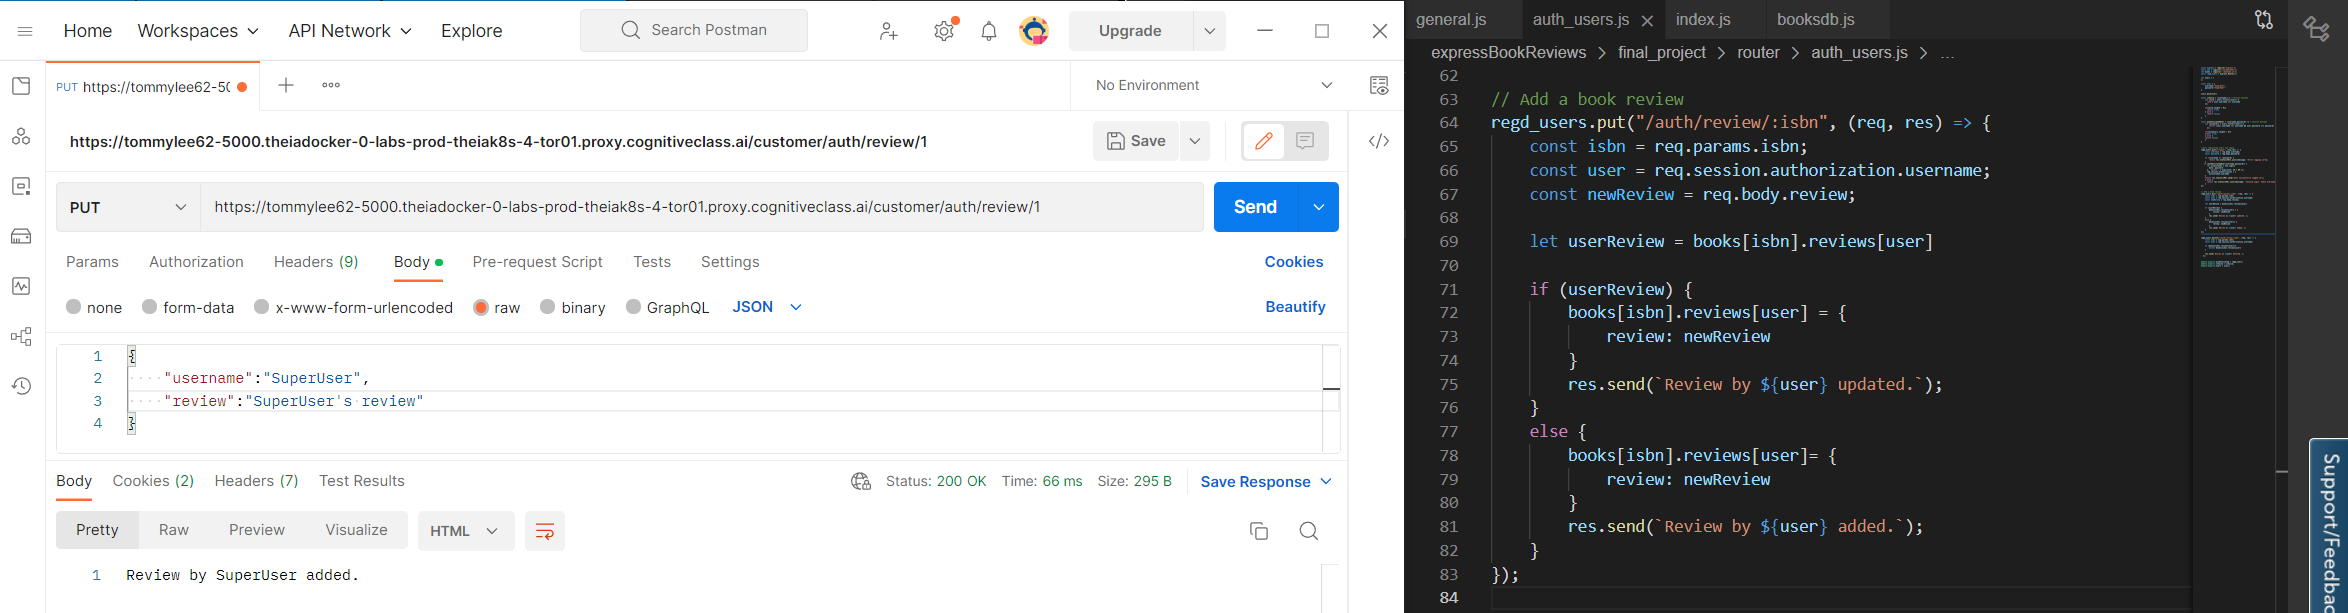 Home Workspaces API Network Explore Search Postman Upgrade
PUT https://tommylee62-5( No Environment
https://tommylee62-5000.theiadocker-0-labs-prod-theiak8s-4-tor01.proxy.cognitiveclass.ai/customer/auth/review/1 Save
PUT https://tommylee62-5000.theiadocker-0-labs-prod-theiak8s-4-tor01.proxy.cognitiveclass.ai/customer/auth/review/1 Send
Params Authorization Headers (9) Body Pre-request Script Tests Settings Cookies
none form-data x-www-form-urlencoded raw binary GraphQL JSON Beautify
1 {
2 "username":"SuperUser",
3 "review":"SuperUser's review"
4 }
Body Cookies (2) Headers (7) Test Results Status: 200 OK Time: 66 ms Size: 295 B Save Response
Pretty Raw Preview Visualize HTML
1 Review by SuperUser added.
general.js auth_users.js index.js booksdb.js
expressBookReviews > final_project > router > auth_users.js > ...
62
63 // Add a book review
64 regd_users.put("/auth/review/:isbn", (req, res) => {
65 const isbn = req.params.isbn;
66 const user = req.session.authorization.username;
67 const newReview = req.body.review;
68
69 let userReview = books[isbn].reviews[user]
70
71 if (userReview) {
72 books[isbn].reviews[user] = {
73 review: newReview
74 }
75 res.send(`Review by ${user} updated.`);
76 }
77 else {
78 books[isbn].reviews[user]= {
79 review: newReview
80 }
81 res.send(`Review by ${user} added.`);
82 }
83 });
84
Support/Feedbac